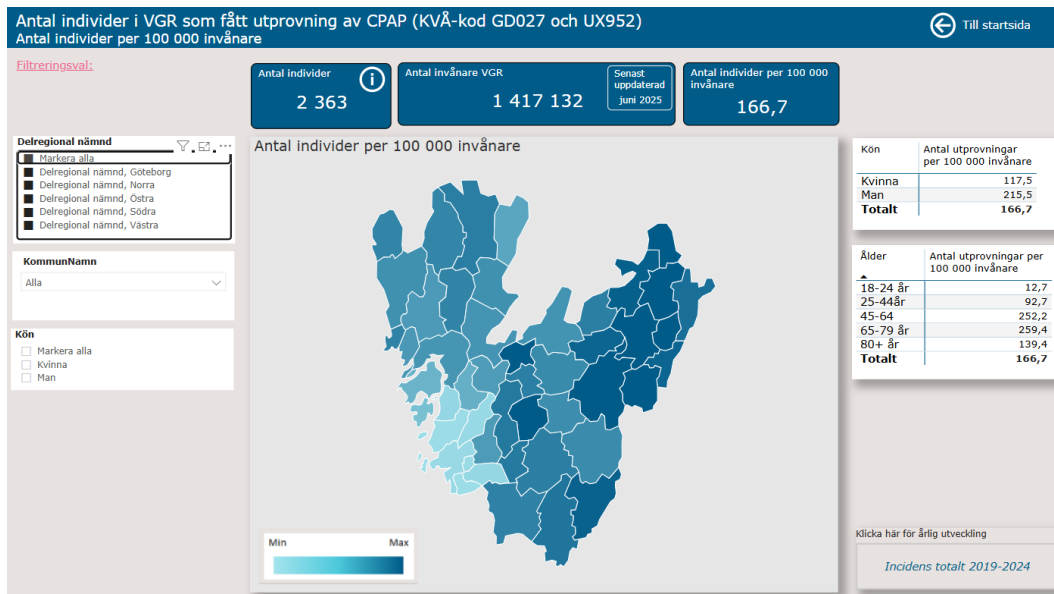 Antal individer i VGR som fått utprovning av CPAP (KVÅ-kod GD027 och UX952)
Antal individer per 100 000 invånare
Till startsida
Filtreringsval:
Antal individer
2 363
Antal invånare VGR
1 417 132
Senast
uppdaterad
juni 2025
Antal individer per 100 000
invånare
166,7
Delregional nämnd
Markera alla
Delregional nämnd, Göteborg
Delregional nämnd, Norra
Delregional nämnd, Östra
Delregional nämnd, Södra
Delregional nämnd, Västra
KommunNamn
Alla
Kön
Markera alla
Kvinna
Man
Antal individer per 100 000 invånare
Min Max
Kön Antal utprovningar
per 100 000 invånare
Kvinna 117,5
Man 215,5
Totalt 166,7
Ålder Antal utprovningar per
100 000 invånare
18-24 år 12,7
25-44år 92,7
45-64 252,2
65-79 år 259,4
80+ år 139,4
Totalt 166,7
Klicka här för årlig utveckling
Incidens totalt 2019-2024